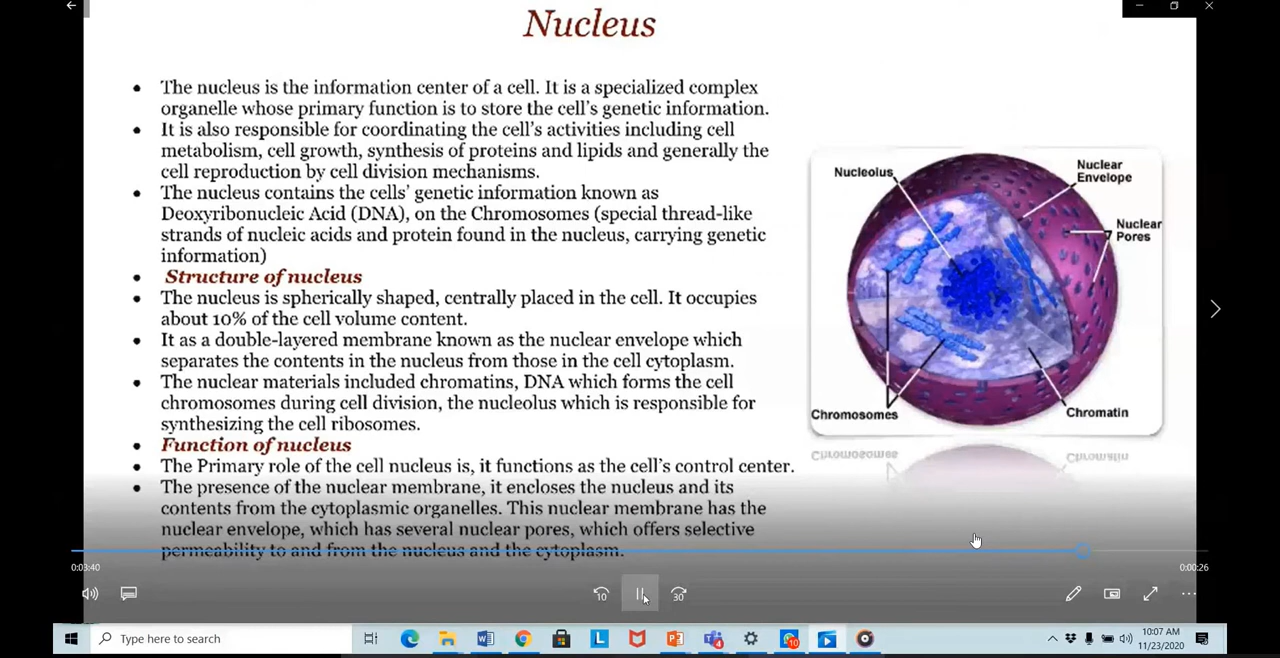 Nucleus
• The nucleus is the information center of a cell. It is a specialized complex
organelle whose primary function is to store the cell's genetic information.
• It is also responsible for coordinating the cell's activities including cell
metabolism, cell growth, synthesis of proteins and lipids and generally the
cell reproduction by cell division mechanisms.
• The nucleus contains the cells' genetic information known as
Deoxyribonucleic Acid (DNA), on the Chromosomes (special thread-like
strands of nucleic acids and protein found in the nucleus, carrying genetic
information)
• Structure of nucleus
• The nucleus is spherically shaped, centrally placed in the cell. It occupies
about 10% of the cell volume content.
• It as a double-layered membrane known as the nuclear envelope which
separates the contents in the nucleus from those in the cell cytoplasm.
• The nuclear materials included chromatins, DNA which forms the cell
chromosomes during cell division, the nucleolus which is responsible for
synthesizing the cell ribosomes.
• Function of nucleus
• The Primary role of the cell nucleus is, it functions as the cell's control center.
• The presence of the nuclear membrane, it encloses the nucleus and its
contents from the cytoplasmic organelles. This nuclear membrane has the
nuclear envelope, which has several nuclear pores, which offers selective
permeability to and from the nucleus and the cytoplasm.
Nucleolus
Nuclear
Envelope
Nuclear
Pores
Chromosomes
Chromatin
0:03:40
0:00:26
10
30
Type here to search
L
4
10
10:07 AM
11/23/2020